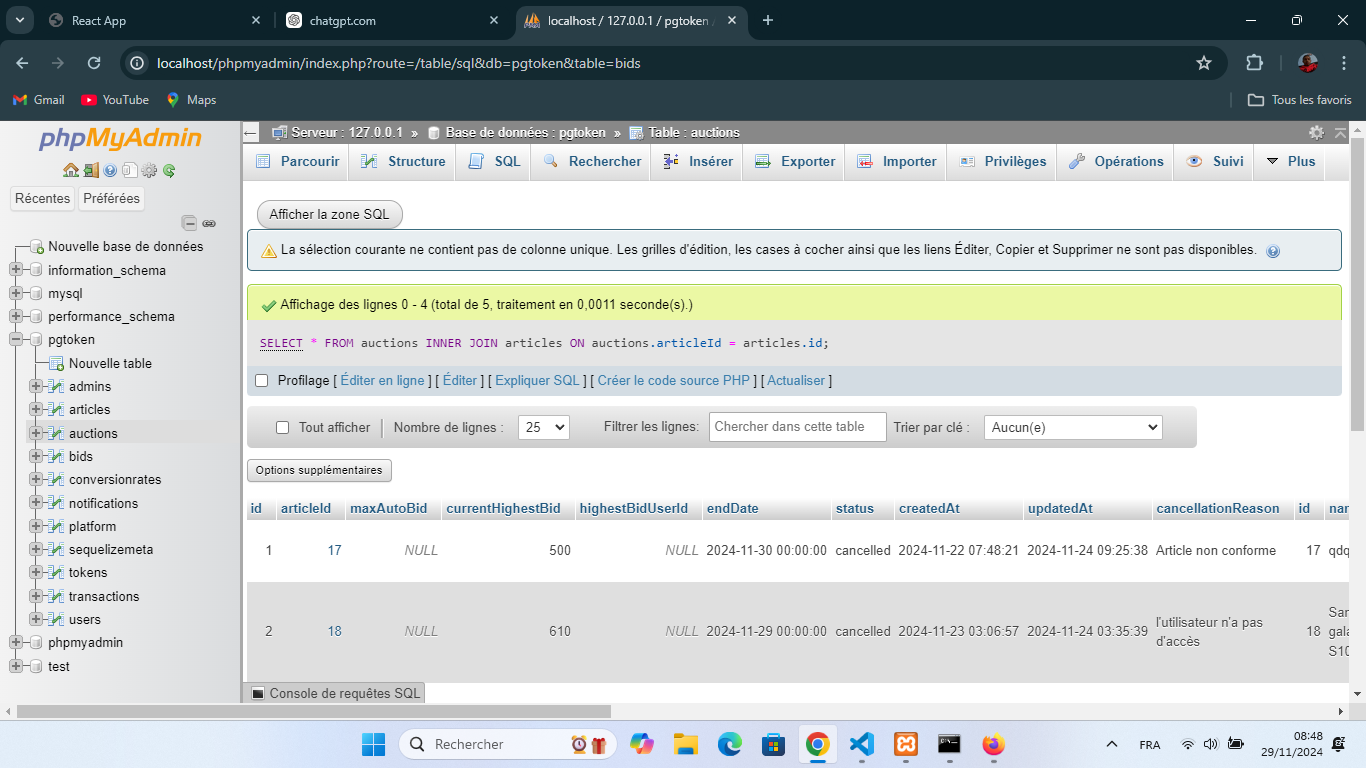 React App
chatgpt.com
localhost / 127.0.0.1 / pgtoken /
localhost/phpmyadmin/index.php?route=/table/sql&db=pgtoken&table=bids
Gmail
YouTube
Maps
Tous les favoris
phpMyAdmin
Récentes
Préférées
Nouvelle base de données
information_schema
mysql
performance_schema
pgtoken
Nouvelle table
admins
articles
auctions
bids
conversionrates
notifications
platform
sequelizemeta
tokens
transactions
users
phpmyadmin
test
Serveur : 127.0.0.1 » Base de données : pgtoken » Table : auctions
Parcourir Structure SQL Rechercher Insérer Exporter Importer Privilèges Opérations Suivi Plus
Afficher la zone SQL
La sélection courante ne contient pas de colonne unique. Les grilles d'édition, les cases à cocher ainsi que les liens Éditer, Copier et Supprimer ne sont pas disponibles.
Affichage des lignes 0 - 4 (total de 5, traitement en 0,0011 seconde(s).)
SELECT * FROM auctions INNER JOIN articles ON auctions.articleId = articles.id;
Profilage [ Éditer en ligne ] [ Éditer ] [ Expliquer SQL ] [ Créer le code source PHP ] [ Actualiser ]
Tout afficher Nombre de lignes : 25 Filtrer les lignes: Chercher dans cette table Trier par clé : Aucun(e)
Options supplémentaires
id articleId maxAutoBid currentHighestBid highestBidUserId endDate status createdAt updatedAt cancellationReason id
1 17 NULL 500 NULL 2024-11-30 00:00:00 cancelled 2024-11-22 07:48:21 2024-11-24 09:25:38 Article non conforme 17
2 18 NULL 610 NULL 2024-11-29 00:00:00 cancelled 2024-11-23 03:06:57 2024-11-24 03:35:39 l'utilisateur n'a pas d'accès 18
Console de requêtes SQL
Rechercher
FRA
08:48
29/11/2024